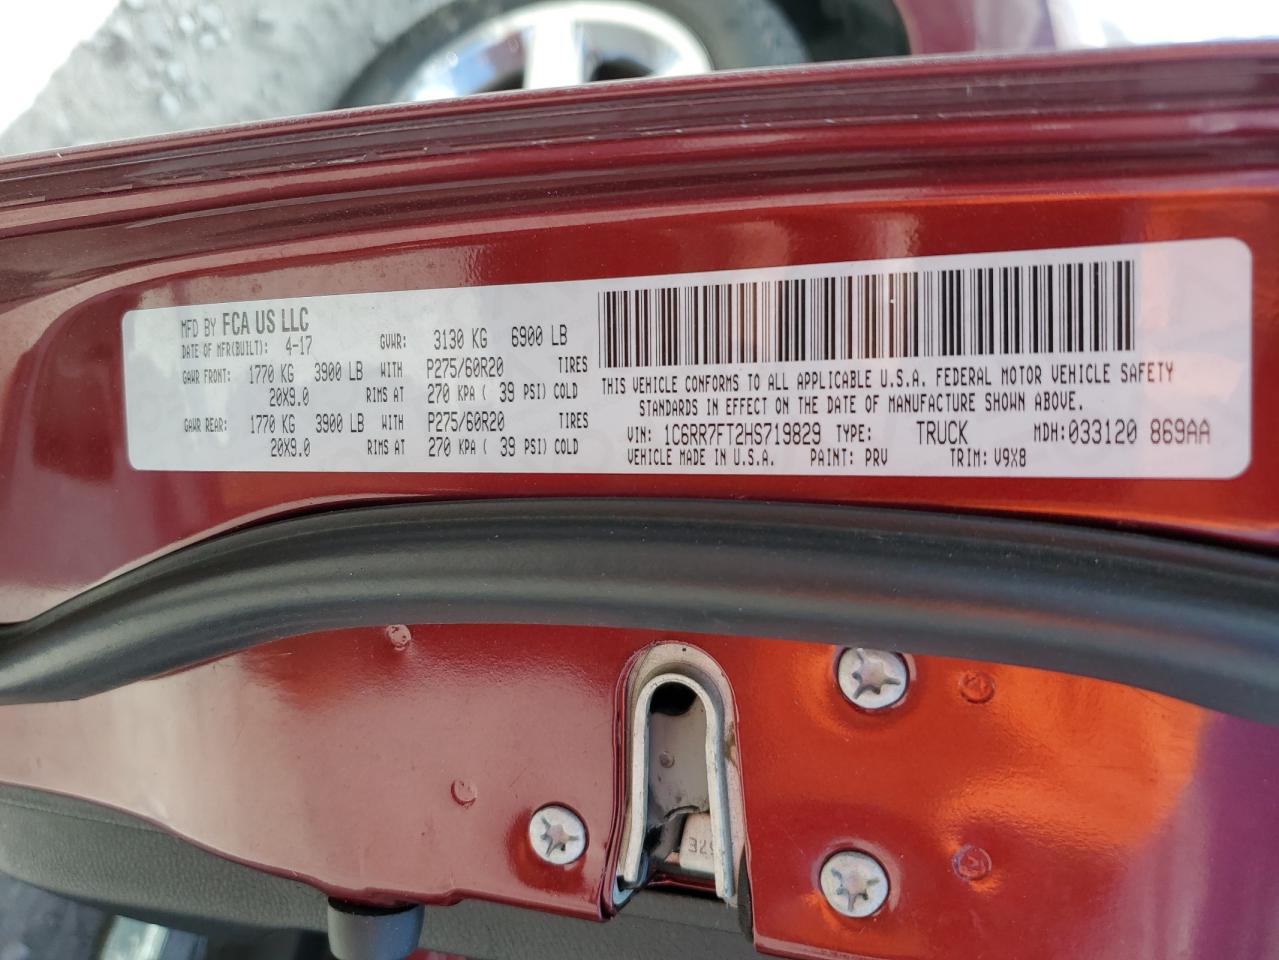 MFD BY FCA US LLC
DATE OF MFR(BUILT): 4-17 GVWR: 3130 KG 6900 LB
GAWR FRONT: 1770 KG 3900 LB WITH P275/60R20 TIRES
20X9.0 RIMS AT 270 KPA ( 39 PSI) COLD
GAWR REAR: 1770 KG 3900 LB WITH P275/60R20 TIRES
20X9.0 RIMS AT 270 KPA ( 39 PSI) COLD
THIS VEHICLE CONFORMS TO ALL APPLICABLE U.S.A. FEDERAL MOTOR VEHICLE SAFETY
STANDARDS IN EFFECT ON THE DATE OF MANUFACTURE SHOWN ABOVE.
VIN: 1C6RR7FT2HS719829 TYPE: TRUCK MDH:033120 869AA
VEHICLE MADE IN U.S.A. PAINT: PRV TRIM: V9X8